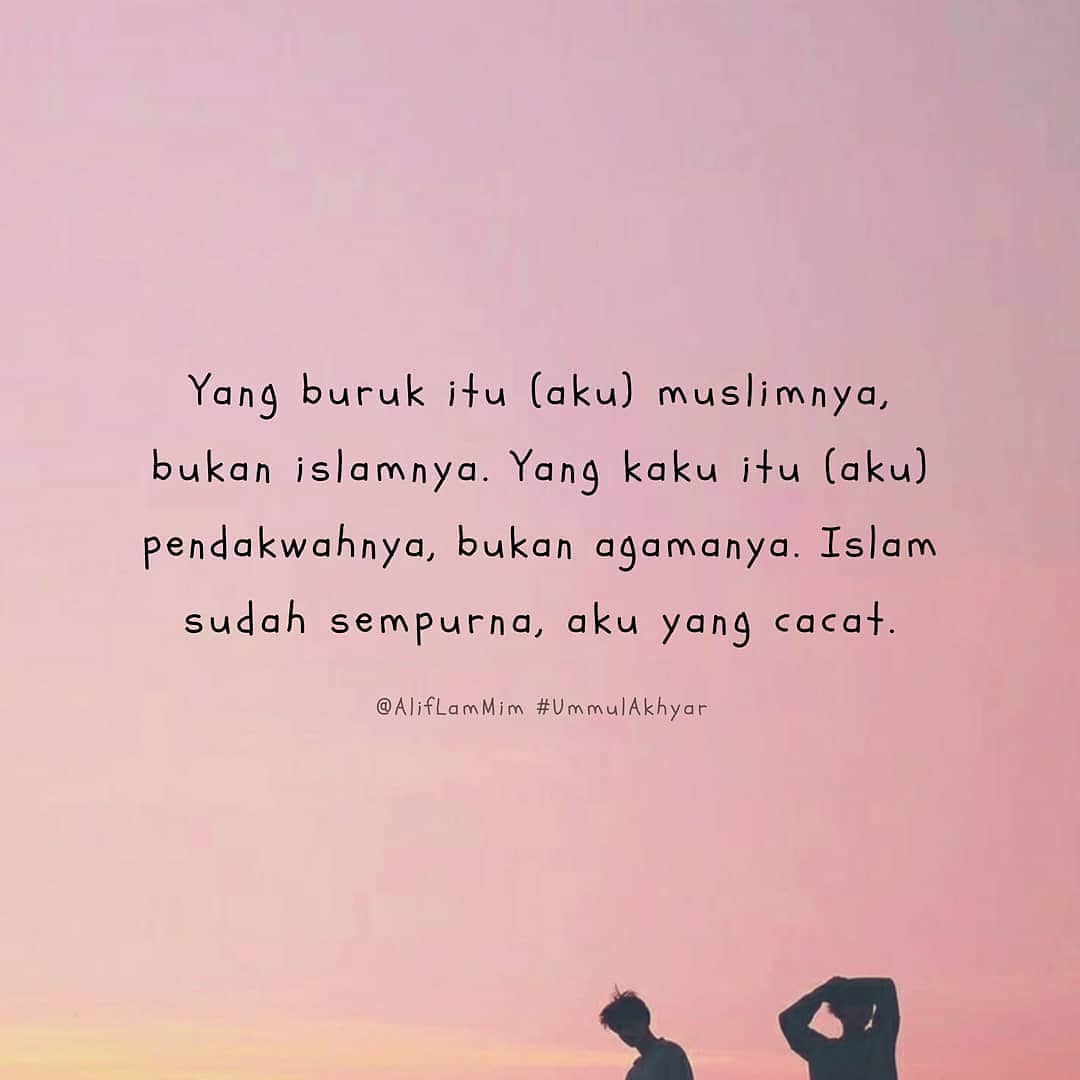 Yang buruk itu (aku) muslimnya,
bukan islamnya. Yang kaku itu (aku)
pendakwahnya, bukan agamanya. Islam
sudah sempurna, aku yang cacat.
@AlifLamMim #UmmulAkhyar